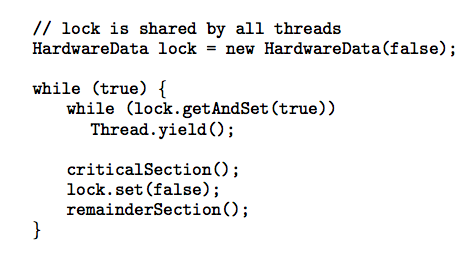 // lock is shared by all threads
HardwareData lock = new HardwareData(false);
while (true) {
while (lock.getAndSet(true))
Thread.yield();
criticalSection();
lock.set(false);
remainderSection();
}